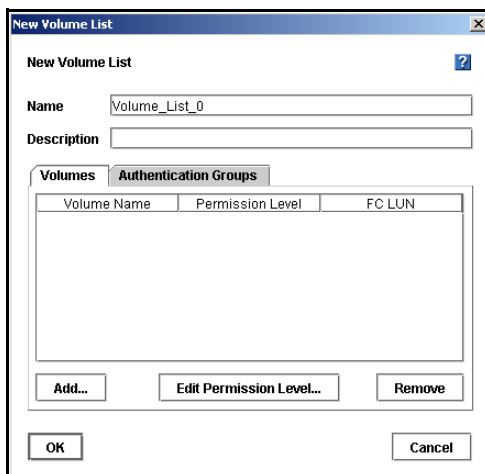 New Volume List
New Volume List ?
Name Volume_List_0
Description
Volumes Authentication Groups
Volume Name Permission Level FC LUN
Add... Edit Permission Level... Remove
OK Cancel